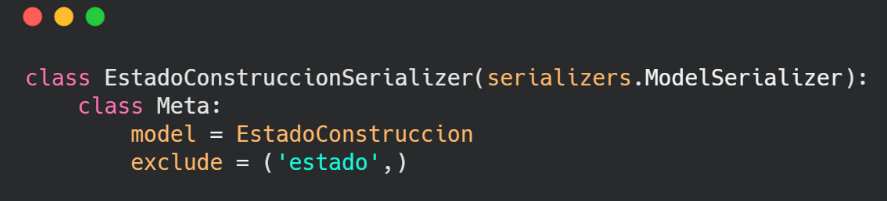 class EstadoConstruccionSerializer(serializers.ModelSerializer):
    class Meta:
        model = EstadoConstruccion
        exclude = ('estado',)